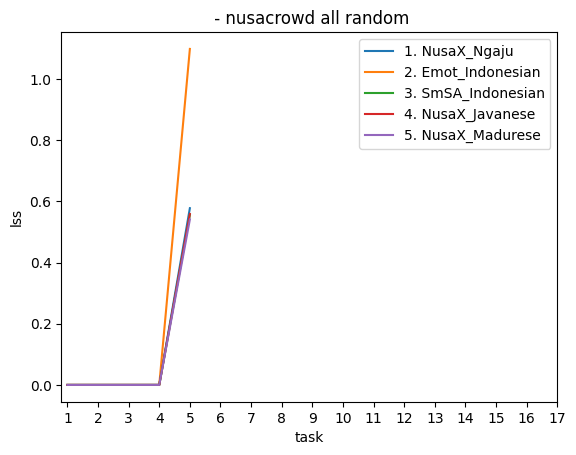 - nusacrowd all random
1. NusaX_Ngaju
2. Emot_Indonesian
3. SmSA_Indonesian
4. NusaX_Javanese
5. NusaX_Madurese
lss
1.0
0.8
0.6
0.4
0.2
0.0
1 2 3 4 5 6 7 8 9 10 11 12 13 14 15 16 17
task